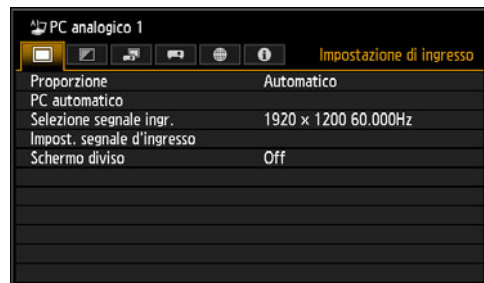 PC analogico 1
Impostazione di ingresso
Proporzione Automatico
PC automatico
Selezione segnale ingr. 1920 × 1200 60.000Hz
Impost. segnale d'ingresso
Schermo diviso Off